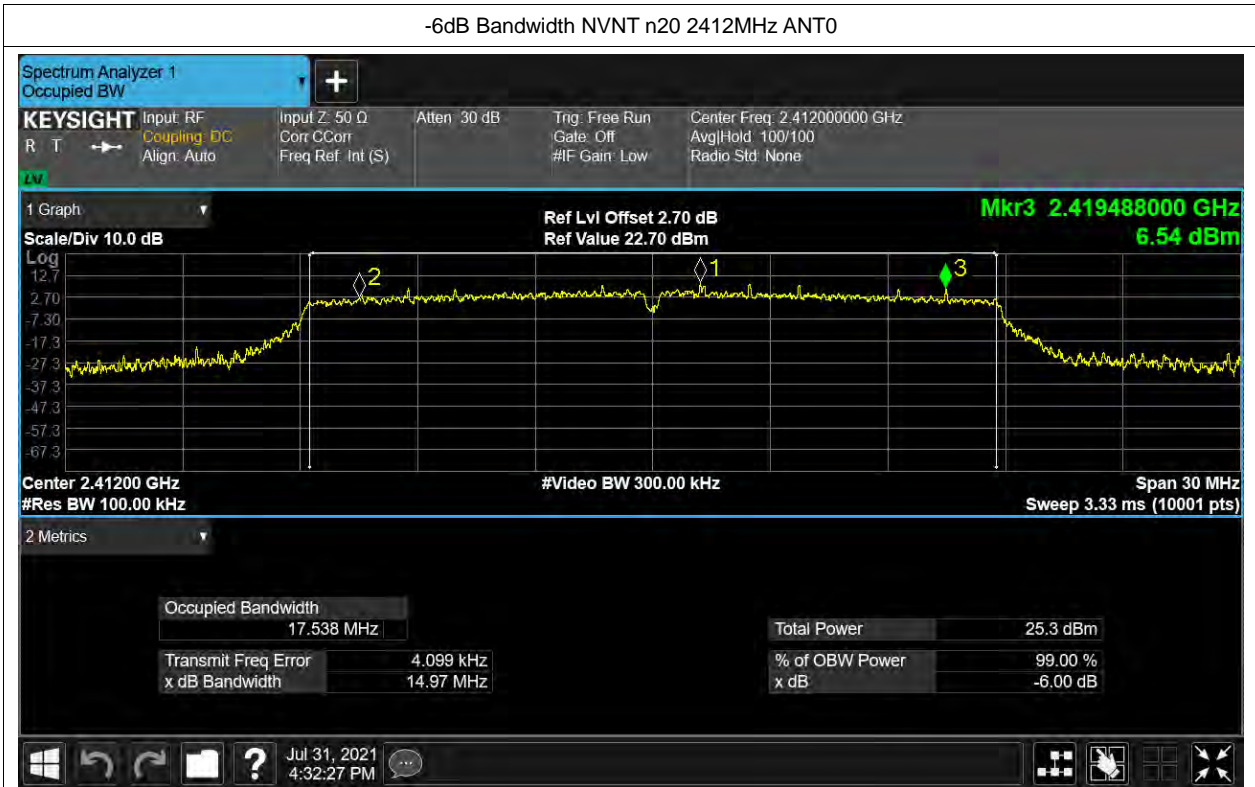 -6dB Bandwidth NVNT n20 2412MHz ANT0
Spectrum Analyzer 1
Occupied BW
+
KEYSIGHT
R T
Input: RF
Coupling: DC
Align: Auto
Input Z: 50 Ω
Corr CCorr
Freq Ref: Int (S)
Atten: 30 dB
Trig: Free Run
Gate: Off
#IF Gain: Low
Center Freq: 2.412000000 GHz
Avg|Hold: 100/100
Radio Std: None
1 Graph
Scale/Div 10.0 dB
Ref Lvl Offset 2.70 dB
Ref Value 22.70 dBm
Mkr3 2.419488000 GHz
6.54 dBm
Log
12.7
2.70
-7.30
-17.3
-27.3
-37.3
-47.3
-57.3
-67.3
2
1
3
Center 2.41200 GHz
#Res BW 100.00 kHz
#Video BW 300.00 kHz
Span 30 MHz
Sweep 3.33 ms (10001 pts)
2 Metrics
Occupied Bandwidth
17.538 MHz
Transmit Freq Error 4.099 kHz
x dB Bandwidth 14.97 MHz
Total Power 25.3 dBm
% of OBW Power 99.00 %
x dB -6.00 dB
?
Jul 31, 2021
4:32:27 PM